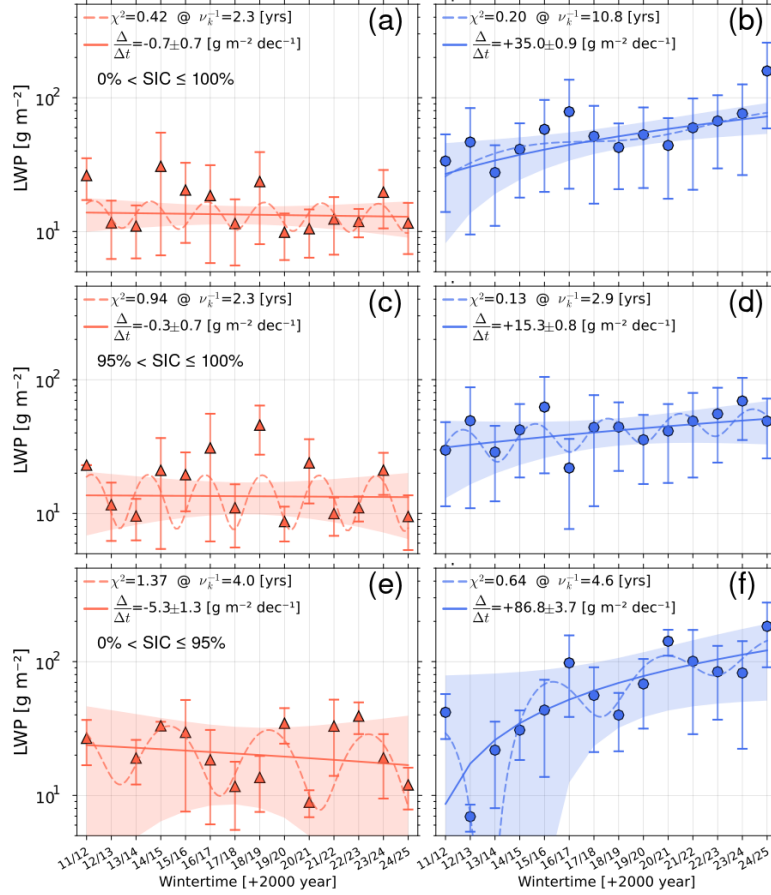 χ²=0.42 @ ν_k⁻¹=2.3 [yrs]
Δ/Δt=-0.7±0.7 [g m⁻² dec⁻¹]
(a)
0% < SIC ≤ 100%
LWP [g m⁻²]
10²
10¹
χ²=0.20 @ ν_k⁻¹=10.8 [yrs]
Δ/Δt=+35.0±0.9 [g m⁻² dec⁻¹]
(b)
χ²=0.94 @ ν_k⁻¹=2.3 [yrs]
Δ/Δt=-0.3±0.7 [g m⁻² dec⁻¹]
(c)
95% < SIC ≤ 100%
LWP [g m⁻²]
10²
10¹
χ²=0.13 @ ν_k⁻¹=2.9 [yrs]
Δ/Δt=+15.3±0.8 [g m⁻² dec⁻¹]
(d)
χ²=1.37 @ ν_k⁻¹=4.0 [yrs]
Δ/Δt=-5.3±1.3 [g m⁻² dec⁻¹]
(e)
0% < SIC ≤ 95%
LWP [g m⁻²]
10²
10¹
χ²=0.64 @ ν_k⁻¹=4.6 [yrs]
Δ/Δt=+86.8±3.7 [g m⁻² dec⁻¹]
(f)
11/12 12/13 13/14 14/15 15/16 16/17 17/18 18/19 19/20 20/21 21/22 22/23 23/24 24/25
Wintertime [+2000 year]
11/12 12/13 13/14 14/15 15/16 16/17 17/18 18/19 19/20 20/21 21/22 22/23 23/24 24/25
Wintertime [+2000 year]